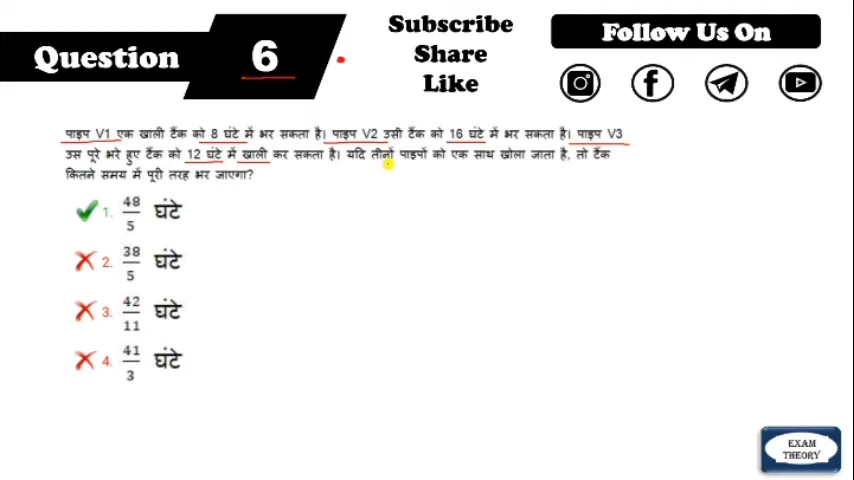 Question
6
Subscribe
Share
Like
Follow Us On
पाइप V1 एक खाली टैंक को 8 घंटे में भर सकता है। पाइप V2 उसी टैंक को 16 घंटे में भर सकता है। पाइप V3
उस पूरे भरे हुए टैंक को 12 घंटे में खाली कर सकता है। यदि तीनों पाइपों को एक साथ खोला जाता है, तो टैंक
कितने समय में पूरी तरह भर जाएगा?
1. 48/5 घंटे
2. 38/5 घंटे
3. 42/11 घंटे
4. 41/3 घंटे
EXAM
THEORY